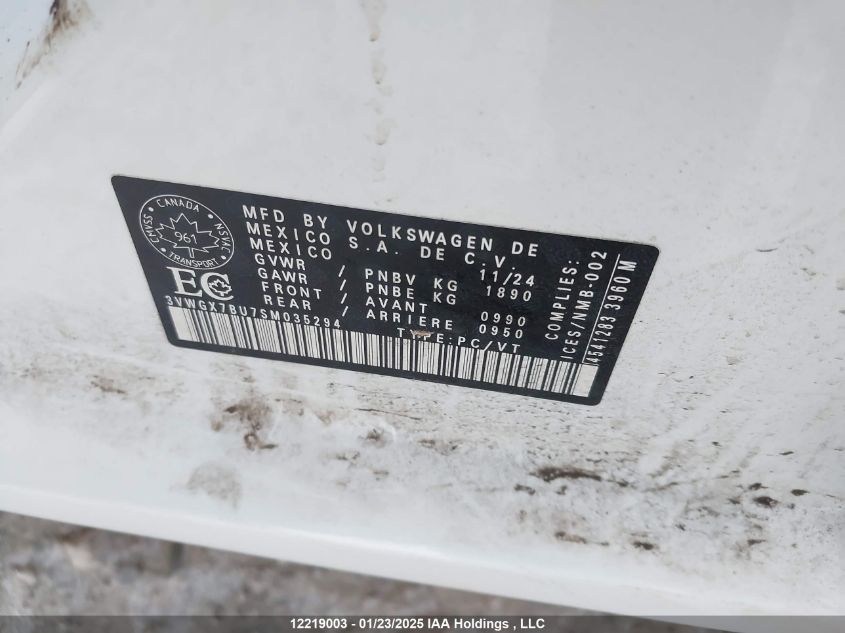 CANADA
CMVSS • NSVAC
961
TRANSPORT
EC
MFD BY VOLKSWAGEN DE
MEXICO S.A. DE C.V.
MEXICO 11/24
GVWR / PNBV KG 1890
GAWR / PNBE KG
FRONT / AVANT 0990
REAR / ARRIERE 0950
3VWGX7BU7SM035294
TYPE:PC/VT
COMPLIES:
ICES/NMB-002
4541283 3900 M
12219003 - 01/23/2025 IAA Holdings , LLC